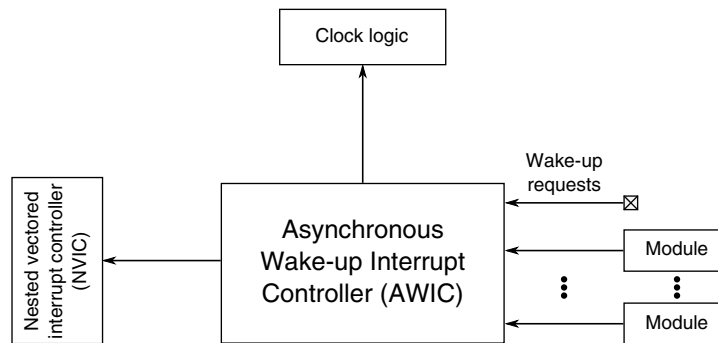 Clock logic
Wake-up
requests
Nested vectored
interrupt controller
(NVIC)
Asynchronous
Wake-up Interrupt
Controller (AWIC)
Module
Module